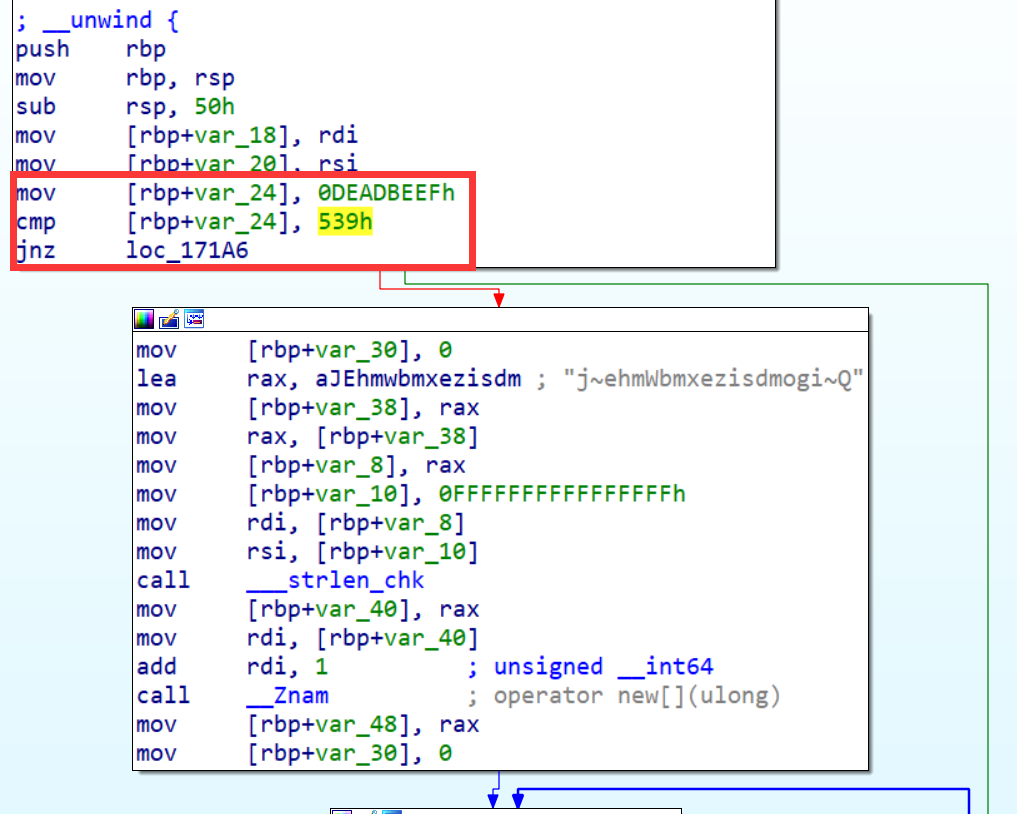 ; __unwind {
push rbp
mov rbp, rsp
sub rsp, 50h
mov [rbp+var_18], rdi
mov [rbp+var_20], rsi
mov [rbp+var_24], 0DEADBEEFh
cmp [rbp+var_24], 539h
jnz loc_171A6
mov [rbp+var_30], 0
lea rax, aJEhmwbmxezisdm ; "j~ehmWbmxezisdmogi~Q"
mov [rbp+var_38], rax
mov rax, [rbp+var_38]
mov [rbp+var_8], rax
mov [rbp+var_10], 0FFFFFFFFFFFFFFFFh
mov rdi, [rbp+var_8]
mov rsi, [rbp+var_10]
call ___strlen_chk
mov [rbp+var_40], rax
mov rdi, [rbp+var_40]
add rdi, 1 ; unsigned __int64
call __Znam ; operator new[](ulong)
mov [rbp+var_48], rax
mov [rbp+var_30], 0